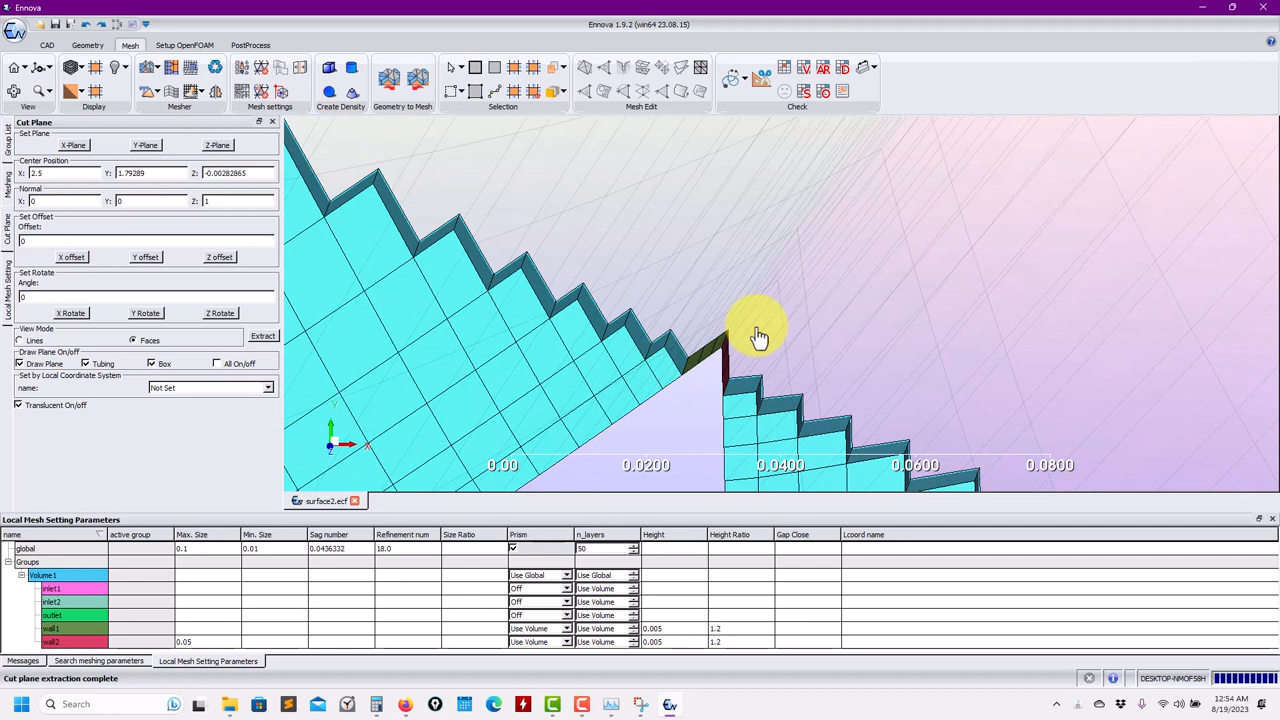 Ennova
Ennova 1.9.2 (win64 23.08.15)
CAD Geometry Mesh Setup OpenFOAM PostProcess
View Display Mesher Mesh settings Create Density Geometry to Mesh Selection Mesh Edit Check
Cut Plane
Set Plane
X-Plane Y-Plane Z-Plane
Center Position
X: 2.5 Y: 1.79289 Z: -0.00282865
Normal
X: 0 Y: 0 Z: 1
Set Offset
Offset:
0
X offset Y offset Z offset
Set Rotate
Angle:
0
X Rotate Y Rotate Z Rotate
View Mode
Lines Faces Extract
Draw Plane On/off
Draw Plane Tubing Box All On/off
Set by Local Coordinate System
name: Not Set
Translucent On/off
Group List
Meshing
Cut Plane
Local Mesh Setting
Y
X
Z
0.00 0.0200 0.0400 0.0600 0.0800
surface2.ecf
Local Mesh Setting Parameters
name active group Max. Size Min. Size Sag number Refinement num Size Ratio Prism n_layers Height Height Ratio Gap Close Lcoord name
global 0.1 0.01 0.0436332 18.0 50
Groups
Volume1 Use Global Use Global
inlet1 Off Use Volume
inlet2 Off Use Volume
outlet Off Use Volume
wall1 Use Volume Use Volume 0.005 1.2
wall2 0.05 Use Volume Use Volume 0.005 1.2
Messages Search meshing parameters Local Mesh Setting Parameters
Cut plane extraction complete DESKTOP-NMOF58H
Search
11:54 AM
8/19/2023